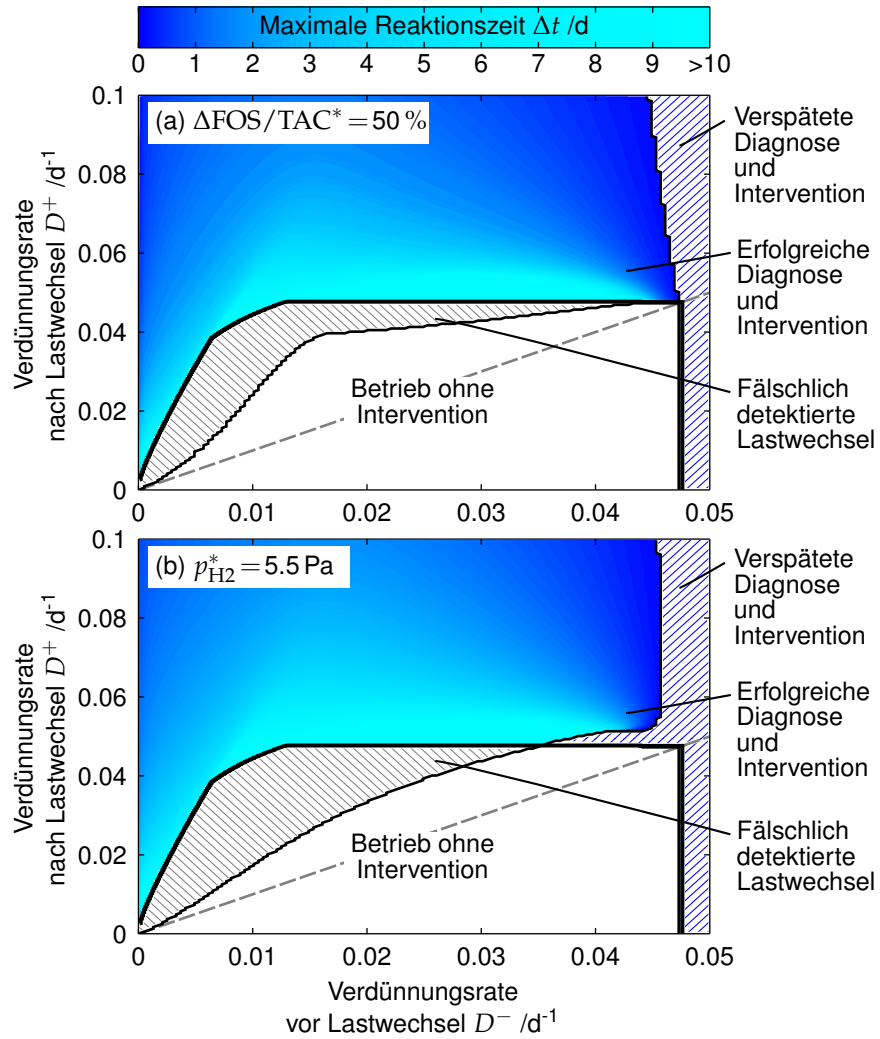 Maximale Reaktionszeit Δt /d
0 1 2 3 4 5 6 7 8 9 >10
(a) ΔFOS/TAC* = 50 %
0.1
0.08
0.06
0.04
0.02
0
Verdünnungsrate
nach Lastwechsel D⁺ /d⁻¹
Verspätete
Diagnose
und
Intervention
Erfolgreiche
Diagnose
und
Intervention
Fälschlich
detektierte
Lastwechsel
Betrieb ohne
Intervention
0 0.01 0.02 0.03 0.04 0.05
(b) p*H2 = 5.5 Pa
0.1
0.08
0.06
0.04
0.02
0
Verdünnungsrate
nach Lastwechsel D⁺ /d⁻¹
Verspätete
Diagnose
und
Intervention
Erfolgreiche
Diagnose
und
Intervention
Fälschlich
detektierte
Lastwechsel
Betrieb ohne
Intervention
0 0.01 0.02 0.03 0.04 0.05
Verdünnungsrate
vor Lastwechsel D⁻ /d⁻¹